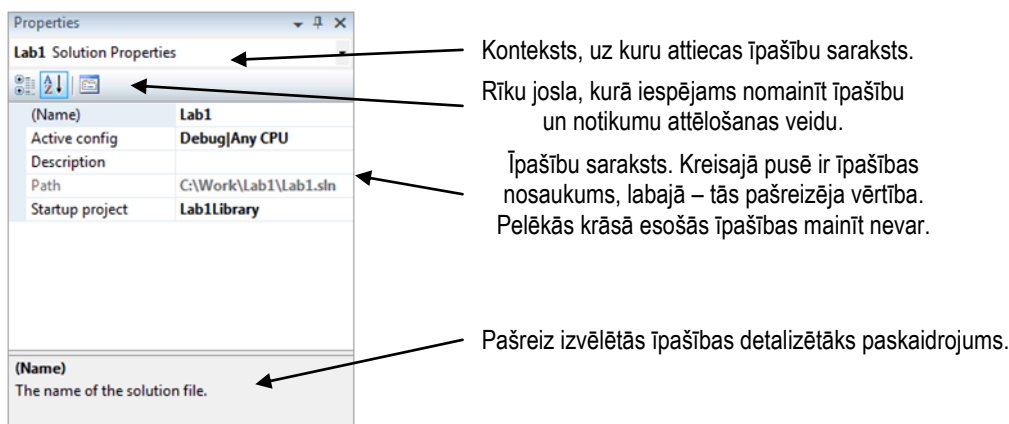 Properties
Lab1 Solution Properties
(Name) Lab1
Active config Debug|Any CPU
Description
Path C:\Work\Lab1\Lab1.sln
Startup project Lab1Library
(Name)
The name of the solution file.
Konteksts, uz kuru attiecas īpašību saraksts.
Rīku josla, kurā iespējams nomainīt īpašību
un notikumu attēlošanas veidu.
Īpašību saraksts. Kreisajā pusē ir īpašības
nosaukums, labajā – tās pašreizēja vērtība.
Pelēkās krāsā esošās īpašības mainīt nevar.
Pašreiz izvēlētās īpašības detalizētāks paskaidrojums.